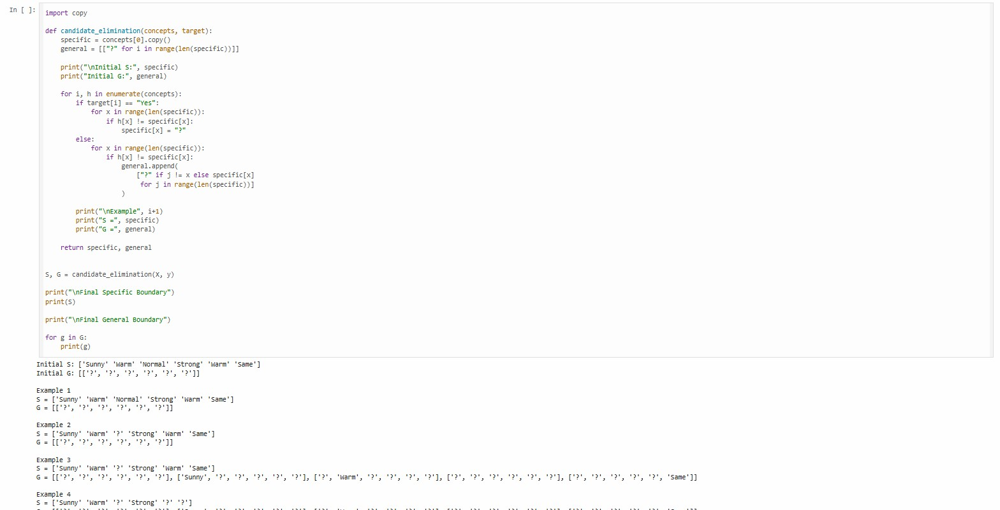 In [ ]:
import copy
def candidate_elimination(concepts, target):
    specific = concepts[0].copy()
    general = [["?" for i in range(len(specific))]]
    print("\nInitial S:", specific)
    print("Initial G:", general)
    for i, h in enumerate(concepts):
        if target[i] == "Yes":
            for x in range(len(specific)):
                if h[x] != specific[x]:
                    specific[x] = "?"
        else:
            for x in range(len(specific)):
                if h[x] != specific[x]:
                    general.append(
                        ["?" if j != x else specific[x]
                         for j in range(len(specific))]
                    )
        print("\nExample", i+1)
        print("S =", specific)
        print("G =", general)
    return specific, general
S, G = candidate_elimination(X, y)
print("\nFinal Specific Boundary")
print(S)
print("\nFinal General Boundary")
for g in G:
    print(g)
Initial S: ['Sunny' 'Warm' 'Normal' 'Strong' 'Warm' 'Same']
Initial G: [['?', '?', '?', '?', '?', '?']]
Example 1
S = ['Sunny' 'Warm' 'Normal' 'Strong' 'Warm' 'Same']
G = [['?', '?', '?', '?', '?', '?']]
Example 2
S = ['Sunny' 'Warm' '?' 'Strong' 'Warm' 'Same']
G = [['?', '?', '?', '?', '?', '?']]
Example 3
S = ['Sunny' 'Warm' '?' 'Strong' 'Warm' 'Same']
G = [['?', '?', '?', '?', '?', '?'], ['Sunny', '?', '?', '?', '?', '?'], ['?', 'Warm', '?', '?', '?', '?'], ['?', '?', '?', '?', '?', '?'], ['?', '?', '?', '?', '?', 'Same']]
Example 4
S = ['Sunny' 'Warm' '?' 'Strong' '?' '?']